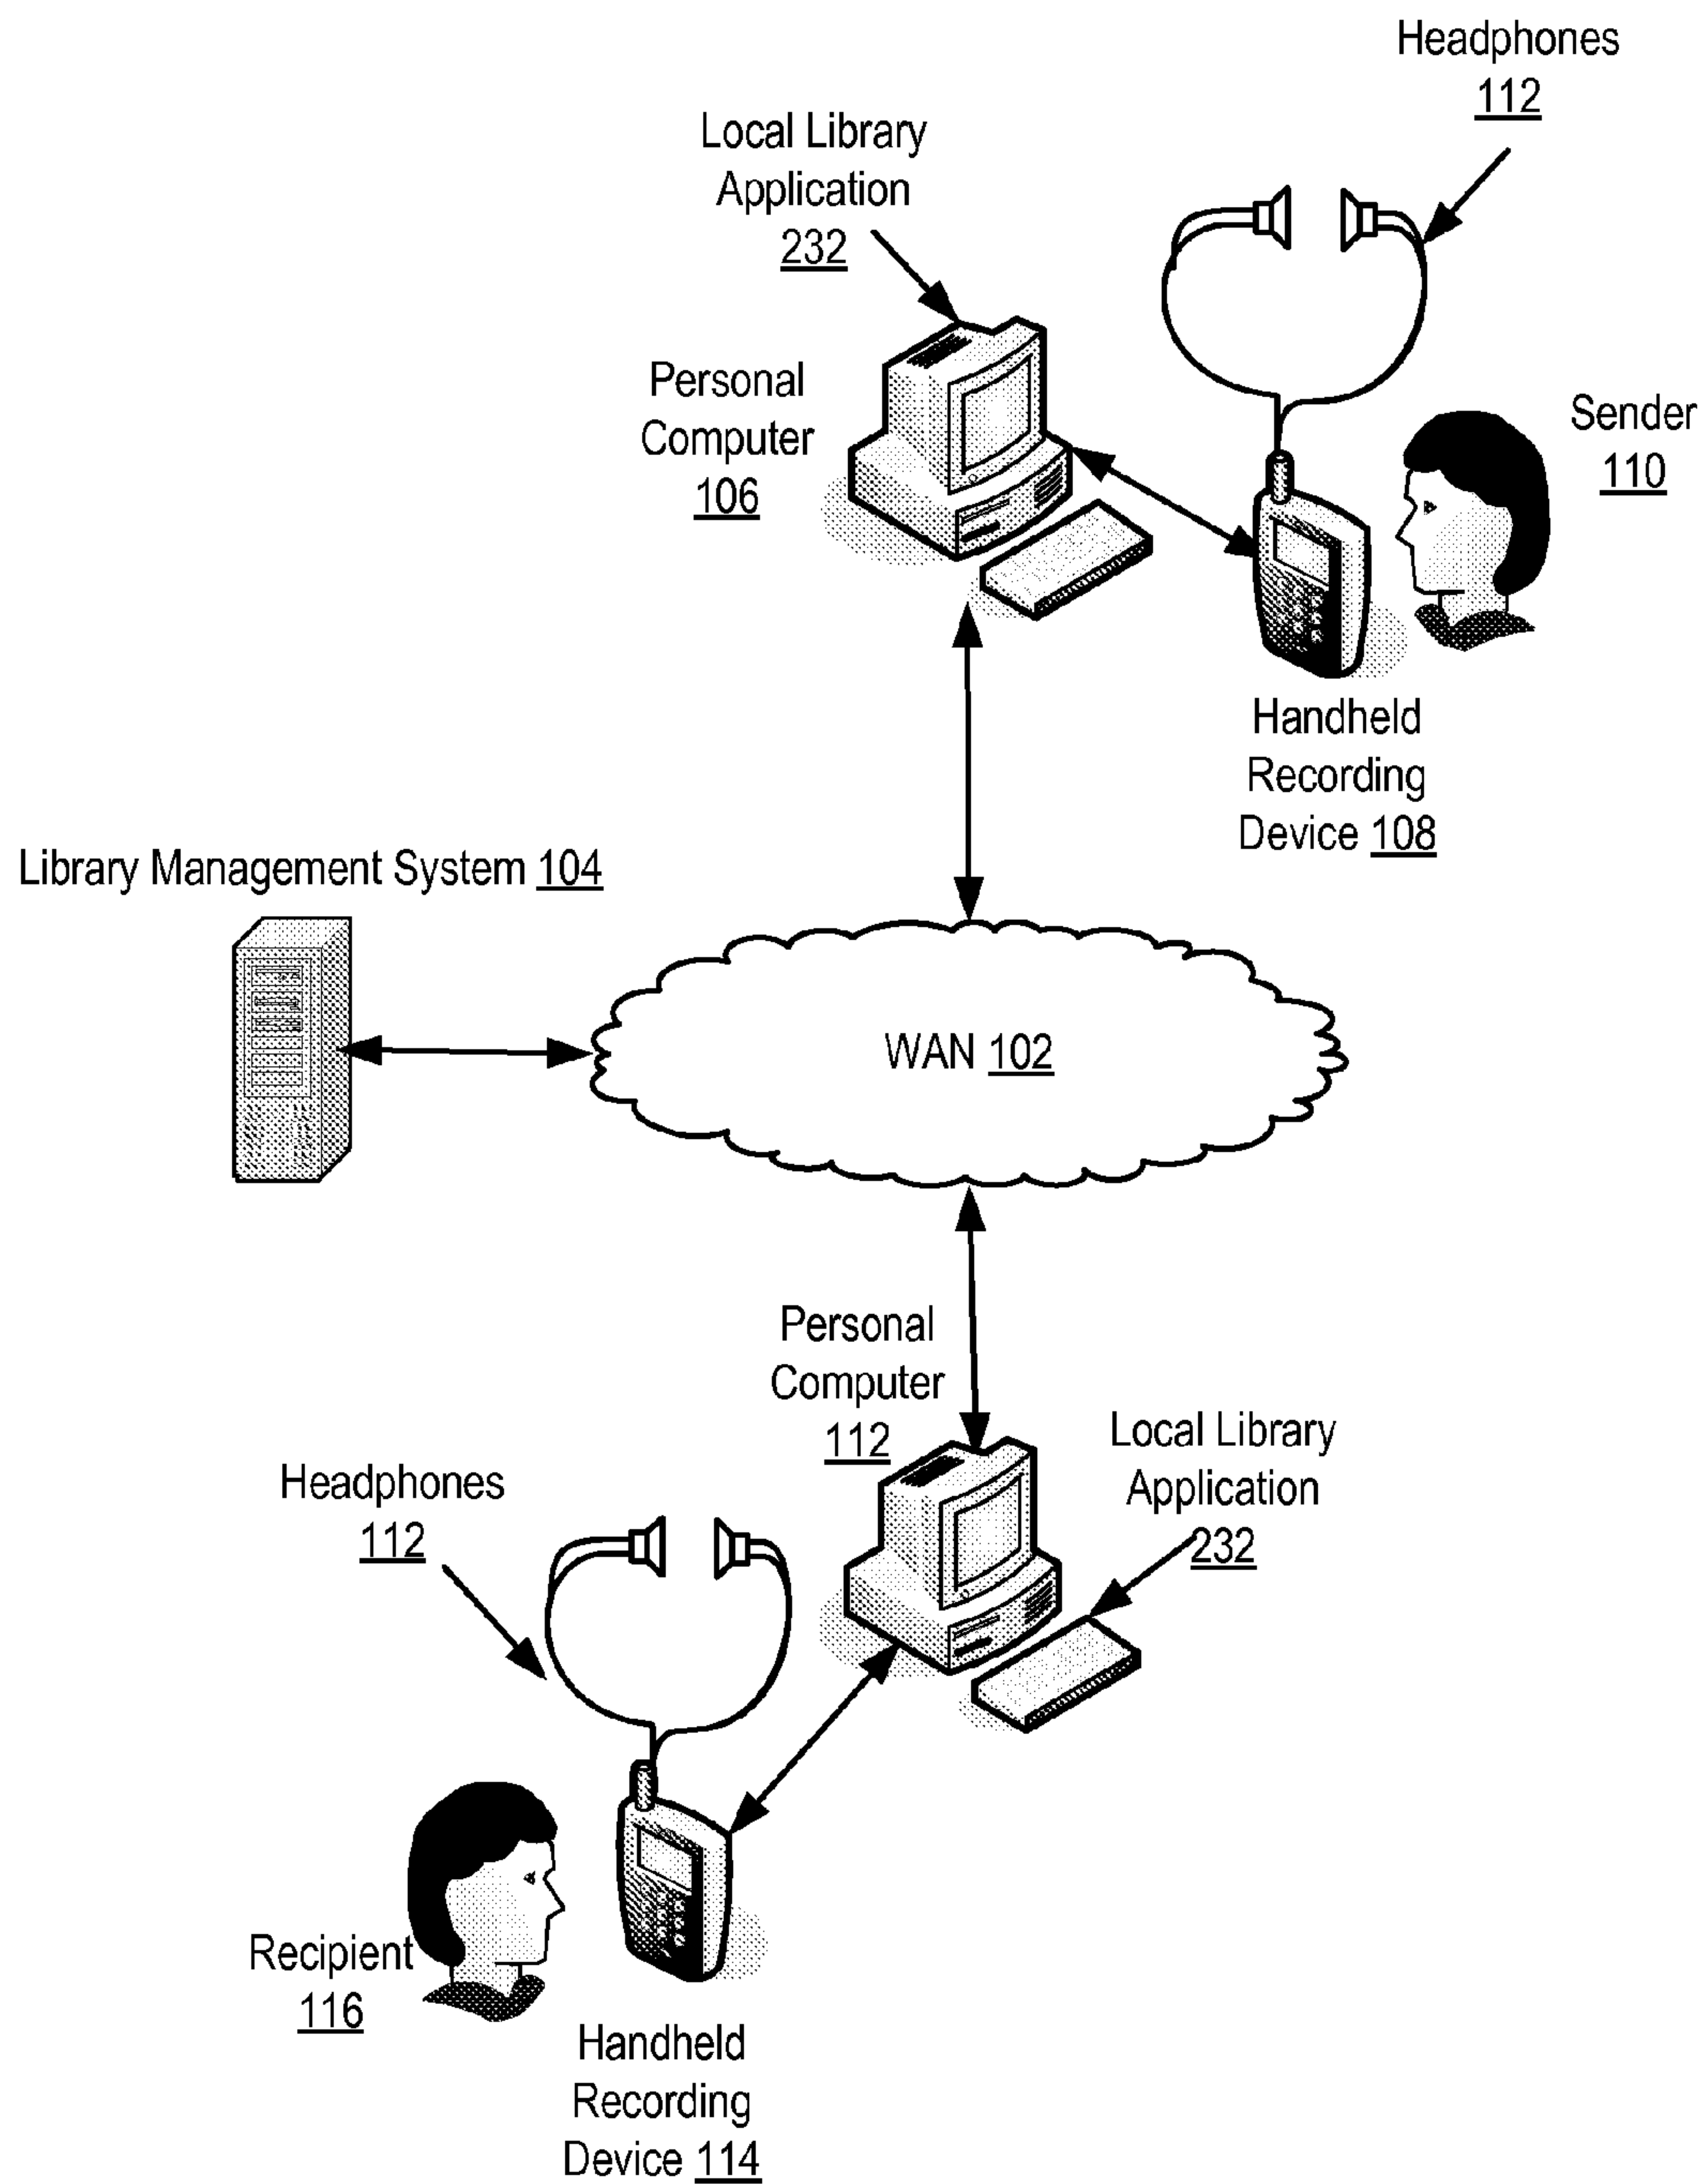 Headphones
112
Local Library
Application
232
Personal
Computer
106
Sender
110
Handheld
Recording
Device 108
Library Management System 104
WAN 102
Personal
Computer
112
Local Library
Application
232
Headphones
112
Recipient
116
Handheld
Recording
Device 114